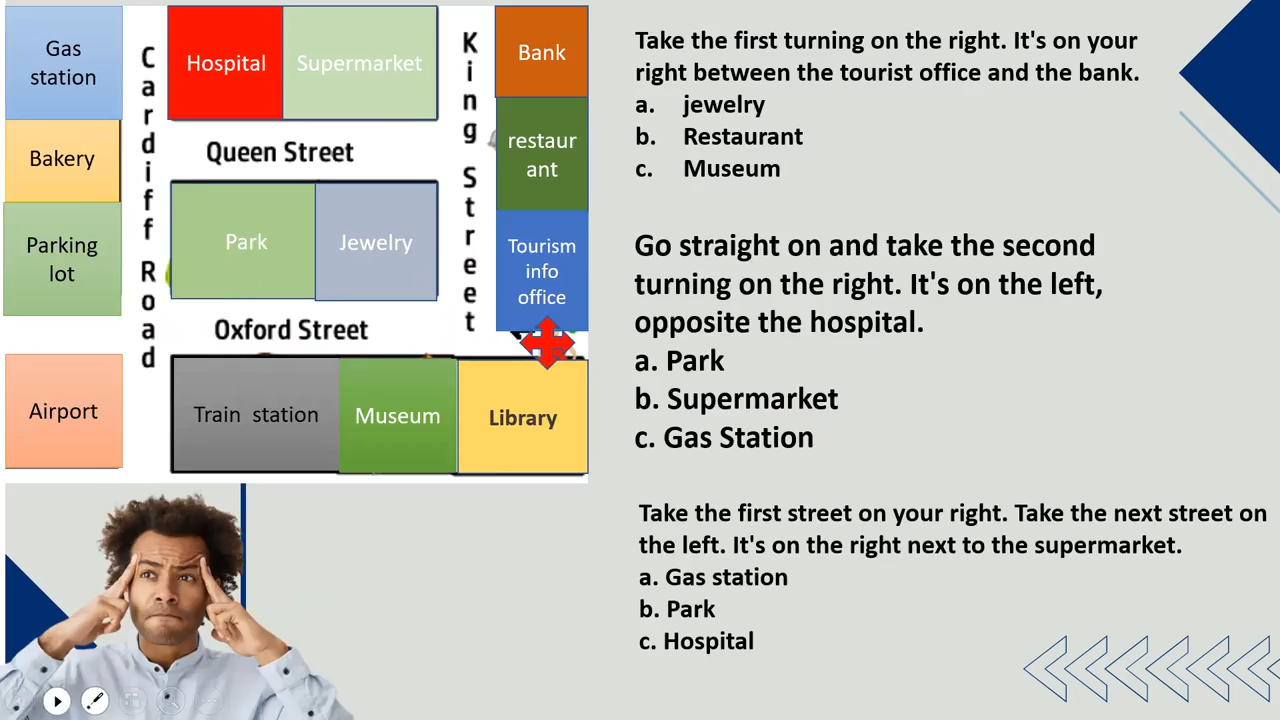 Gas
station
Bakery
Parking
lot
Airport
Cardiff Road
Hospital
Supermarket
Queen Street
Park
Jewelry
Oxford Street
Train station
Museum
Library
King Street
Bank
restaur
ant
Tourism
info
office
Take the first turning on the right. It's on your
right between the tourist office and the bank.
a. jewelry
b. Restaurant
c. Museum
Go straight on and take the second
turning on the right. It's on the left,
opposite the hospital.
a. Park
b. Supermarket
c. Gas Station
Take the first street on your right. Take the next street on
the left. It's on the right next to the supermarket.
a. Gas station
b. Park
c. Hospital